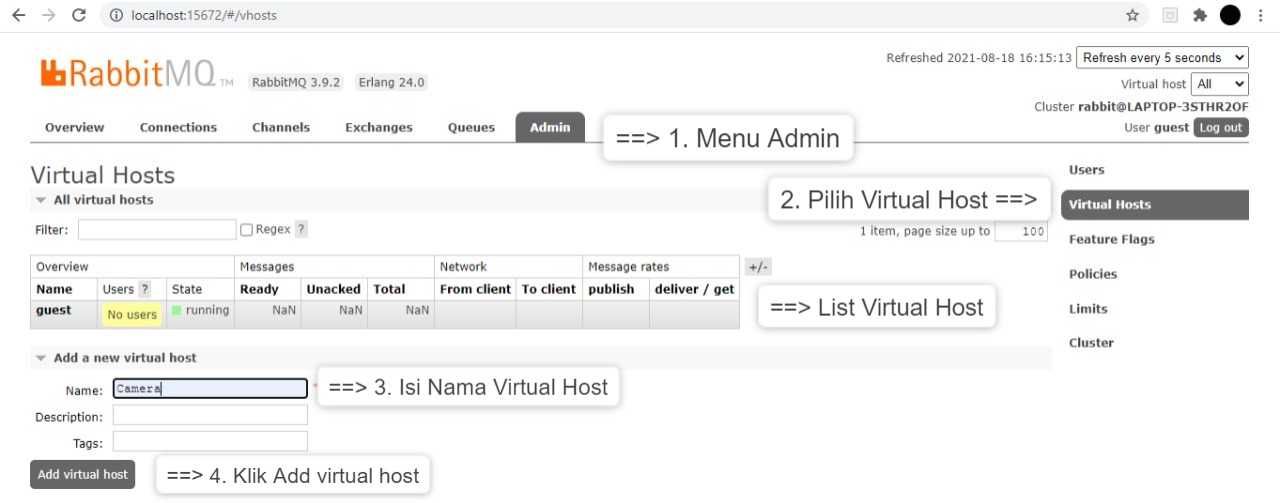 localhost:15672/#/vhosts
Refreshed 2021-08-18 16:15:13 Refresh every 5 seconds
RabbitMQ TM RabbitMQ 3.9.2 Erlang 24.0
Virtual host All
Cluster rabbit@LAPTOP-3STHR2OF
User guest Log out
Overview Connections Channels Exchanges Queues Admin
==> 1. Menu Admin
Virtual Hosts
Users
All virtual hosts
2. Pilih Virtual Host ==>
Virtual Hosts
Filter: Regex ?
1 item, page size up to 100
Feature Flags
Overview Messages Network Message rates +/-
Policies
Name Users ? State Ready Unacked Total From client To client publish deliver / get
guest No users running NaN NaN NaN
==> List Virtual Host
Limits
Cluster
Add a new virtual host
Name: Camera *
==> 3. Isi Nama Virtual Host
Description:
Tags:
Add virtual host
==> 4. Klik Add virtual host